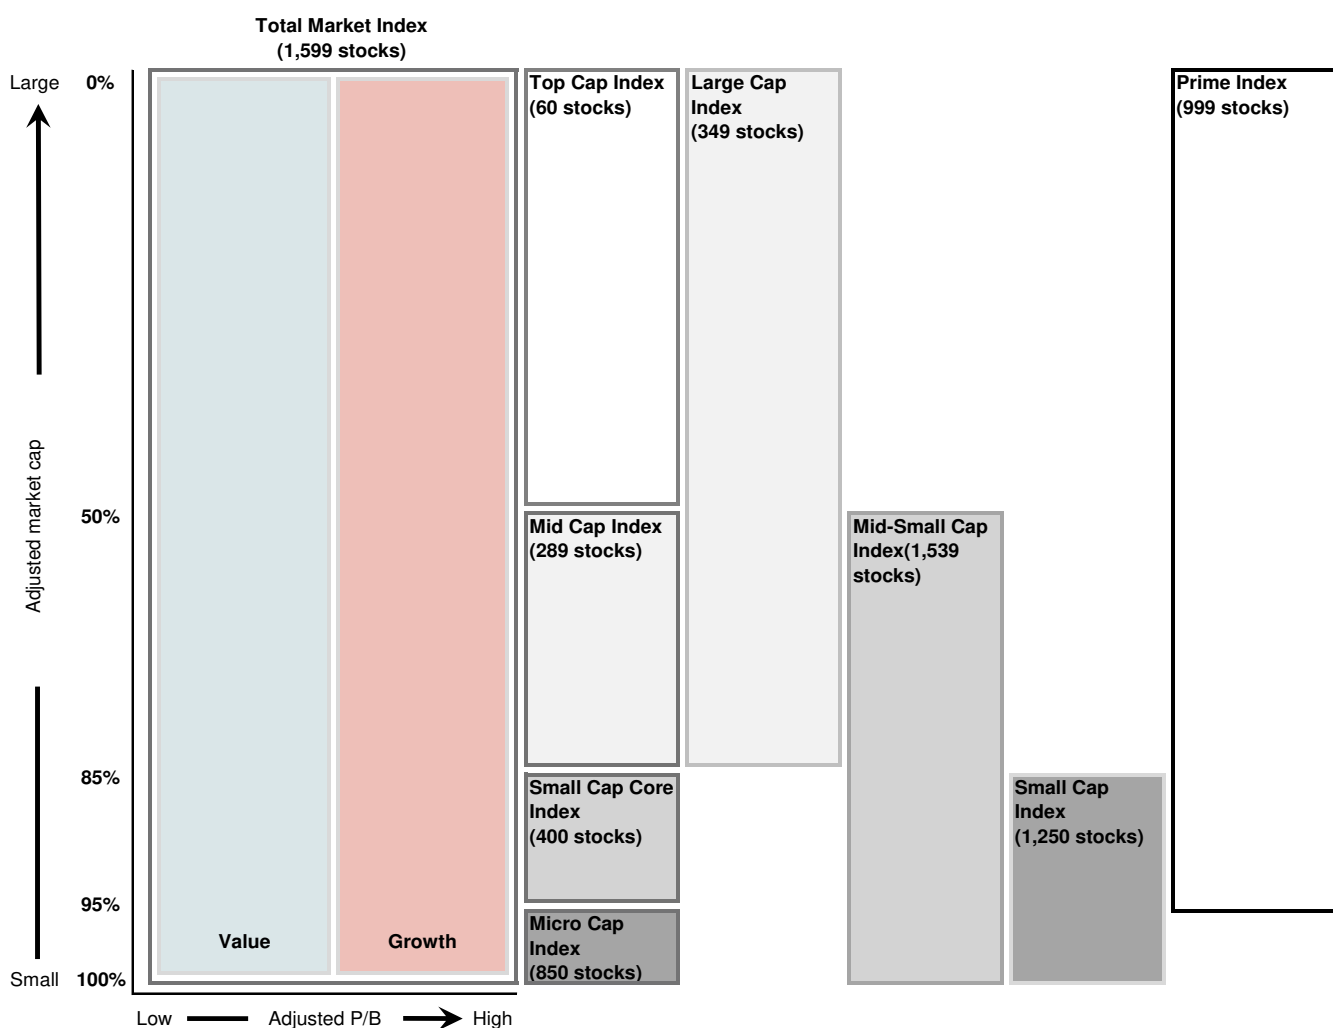 Total Market Index
(1,599 stocks)
Large
0%
Top Cap Index
(60 stocks)
Large Cap
Index
(349 stocks)
Prime Index
(999 stocks)
Adjusted market cap
50%
Mid Cap Index
(289 stocks)
Mid-Small Cap
Index(1,539
stocks)
85%
Small Cap Core
Index
(400 stocks)
Small Cap
Index
(1,250 stocks)
95%
Micro Cap
Index
(850 stocks)
Value
Growth
Small
100%
Low
Adjusted P/B
High